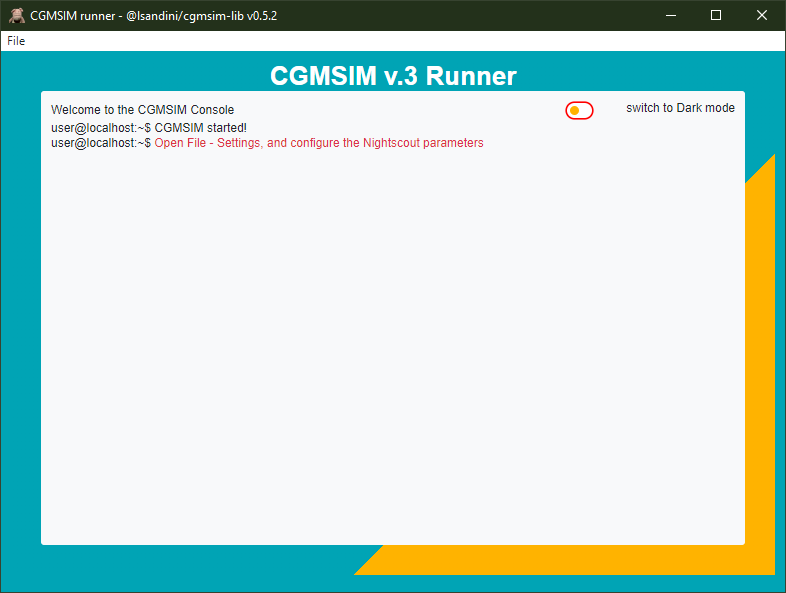 CGMSIM runner - @lsandini/cgmsim-lib v0.5.2
File
CGMSIM v.3 Runner
Welcome to the CGMSIM Console
switch to Dark mode
user@localhost:~$ CGMSIM started!
user@localhost:~$ Open File - Settings, and configure the Nightscout parameters